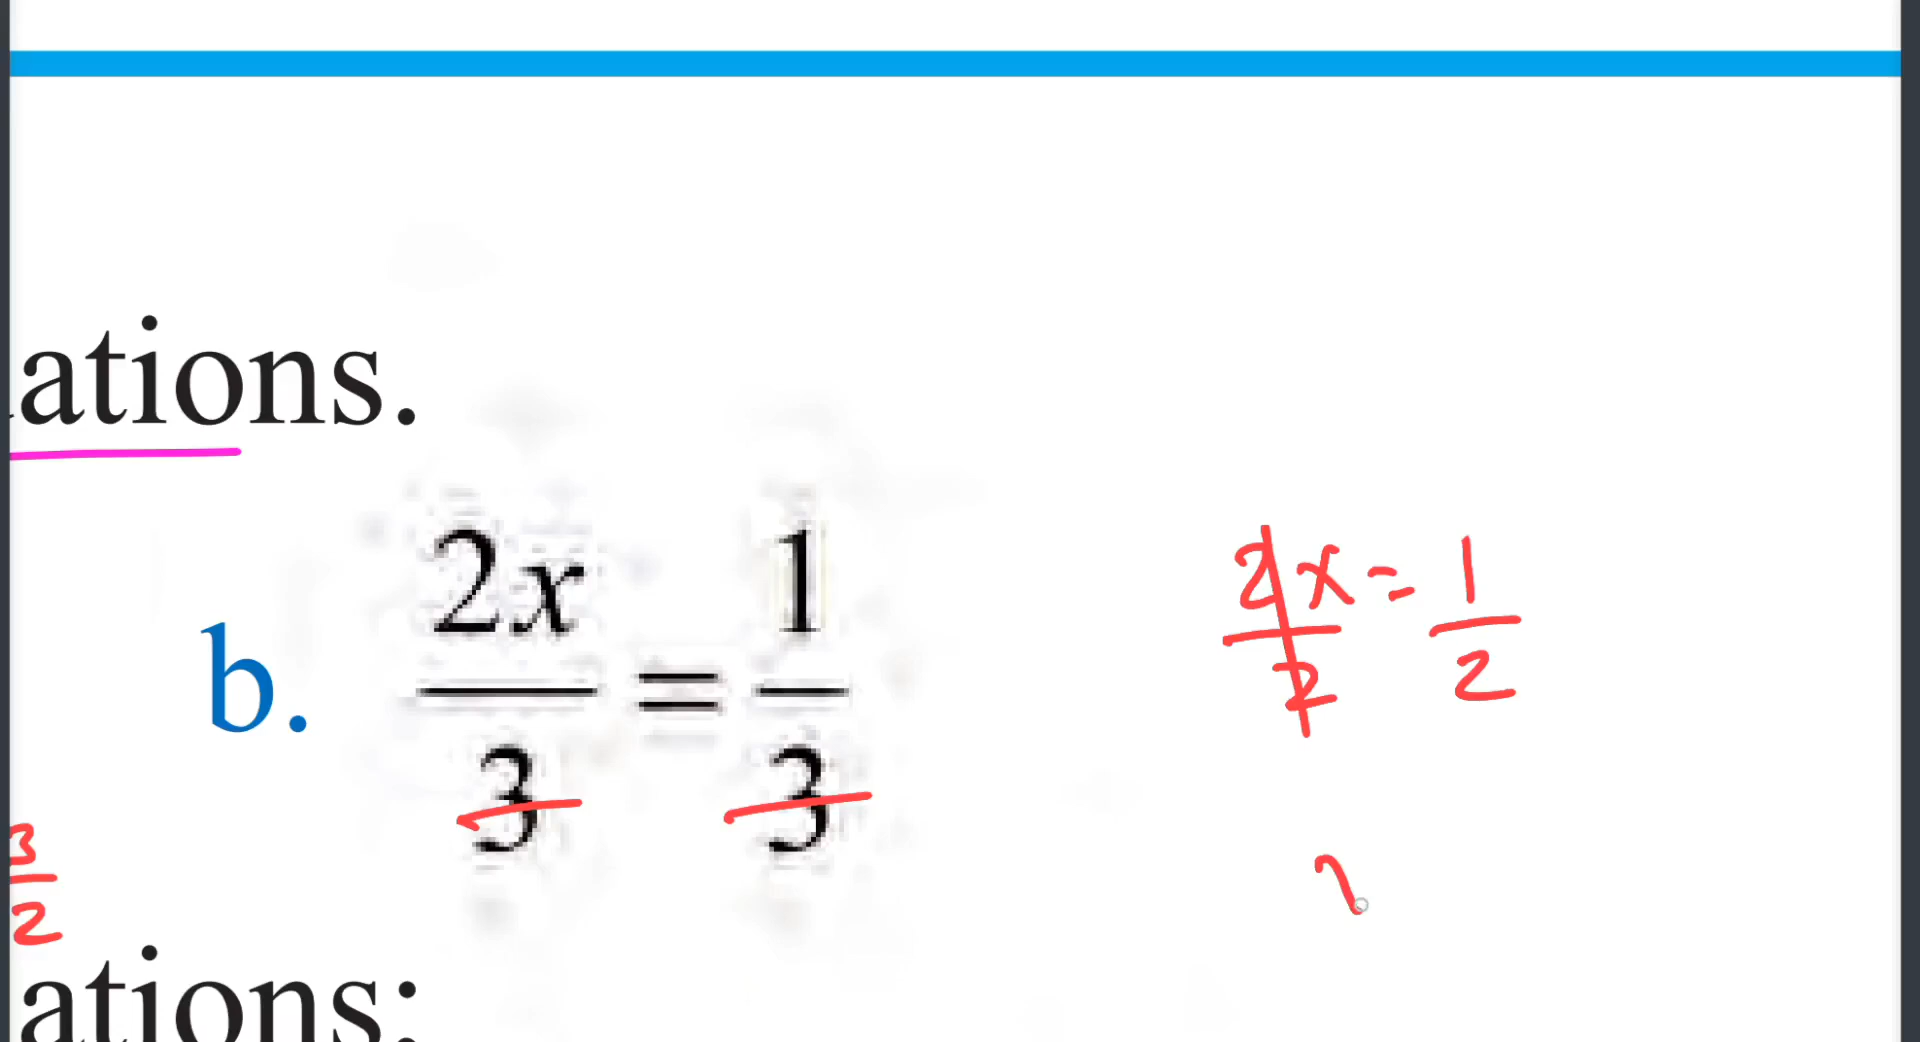 ations.
b. 2x/3 = 1/3
2x/2 = 1/2
3/2
ations: